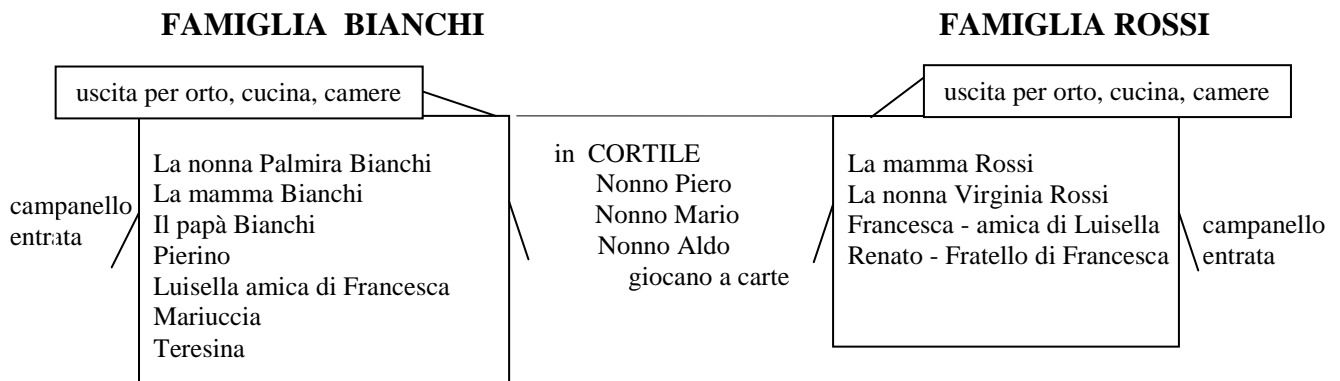 FAMIGLIA BIANCHI
FAMIGLIA ROSSI
uscita per orto, cucina, camere
uscita per orto, cucina, camere
campanello
entrata
La nonna Palmira Bianchi
La mamma Bianchi
Il papà Bianchi
Pierino
Luisella amica di Francesca
Mariuccia
Teresina
in CORTILE
Nonno Piero
Nonno Mario
Nonno Aldo
giocano a carte
La mamma Rossi
La nonna Virginia Rossi
Francesca - amica di Luisella
Renato - Fratello di Francesca
campanello
entrata